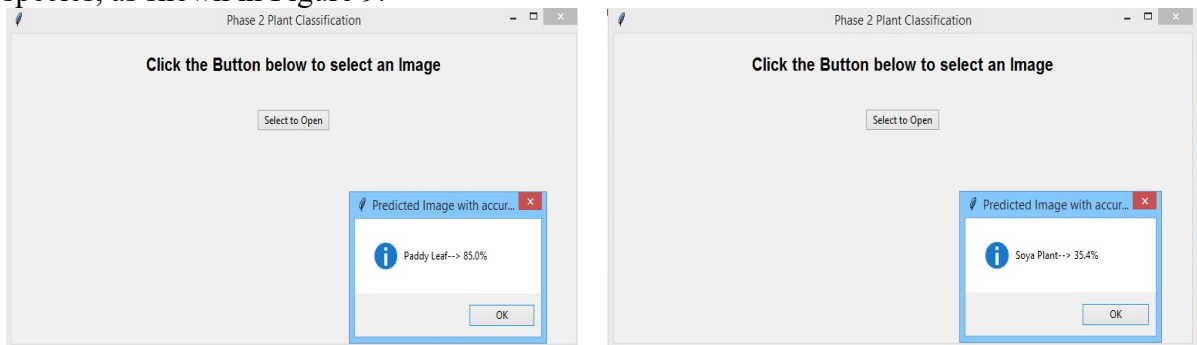 species, as shown in Figure 9.
Phase 2 Plant Classification
Click the Button below to select an Image
Select to Open
Predicted Image with accur...
Paddy Leaf--> 85.0%
OK
Phase 2 Plant Classification
Click the Button below to select an Image
Select to Open
Predicted Image with accur...
Soya Plant--> 35.4%
OK